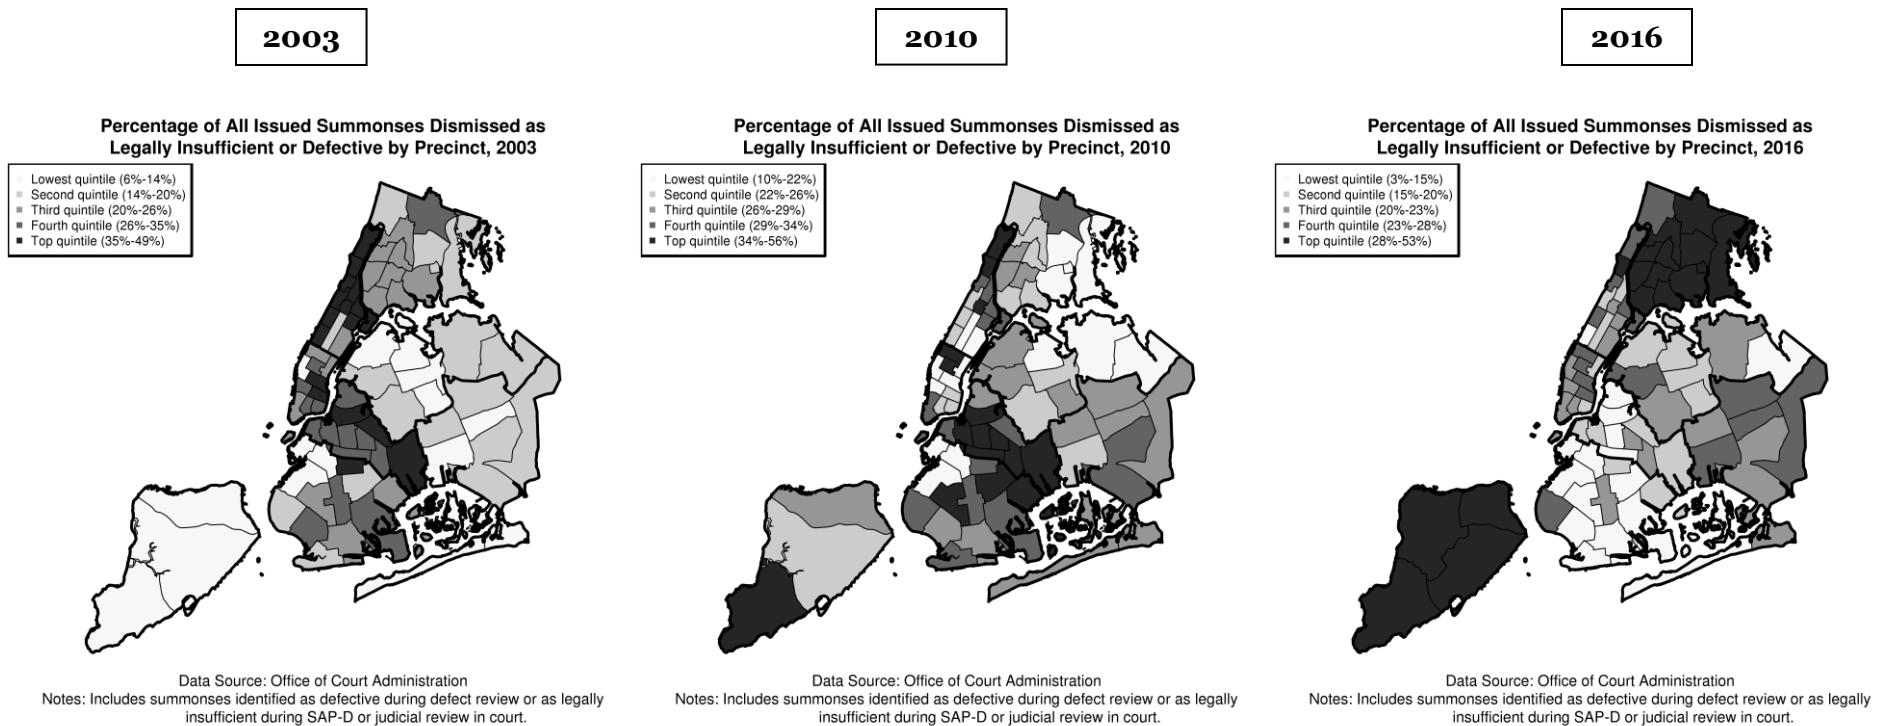 2003
Percentage of All Issued Summonses Dismissed as
Legally Insufficient or Defective by Precinct, 2003
Lowest quintile (6%-14%)
Second quintile (14%-20%)
Third quintile (20%-26%)
Fourth quintile (26%-35%)
Top quintile (35%-49%)
Data Source: Office of Court Administration
Notes: Includes summonses identified as defective during defect review or as legally
insufficient during SAP-D or judicial review in court.
2010
Percentage of All Issued Summonses Dismissed as
Legally Insufficient or Defective by Precinct, 2010
Lowest quintile (10%-22%)
Second quintile (22%-26%)
Third quintile (26%-29%)
Fourth quintile (29%-34%)
Top quintile (34%-56%)
Data Source: Office of Court Administration
Notes: Includes summonses identified as defective during defect review or as legally
insufficient during SAP-D or judicial review in court.
2016
Percentage of All Issued Summonses Dismissed as
Legally Insufficient or Defective by Precinct, 2016
Lowest quintile (3%-15%)
Second quintile (15%-20%)
Third quintile (20%-23%)
Fourth quintile (23%-28%)
Top quintile (28%-53%)
Data Source: Office of Court Administration
Notes: Includes summonses identified as defective during defect review or as legally
insufficient during SAP-D or judicial review in court.